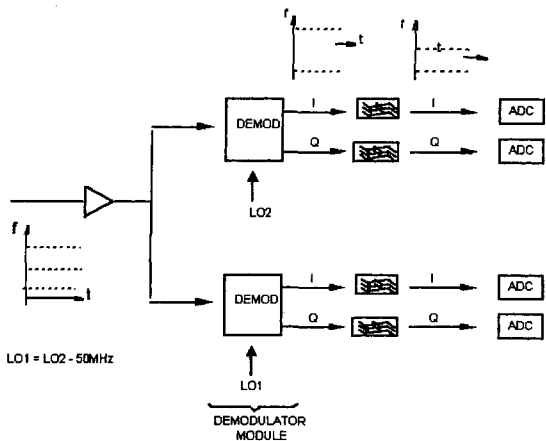 f
t
f
t
I
I
ADC
DEMOD
Q
Q
ADC
LO2
f
t
I
I
ADC
DEMOD
Q
Q
ADC
LO1 = LO2 - 50MHz
LO1
DEMODULATOR
MODULE